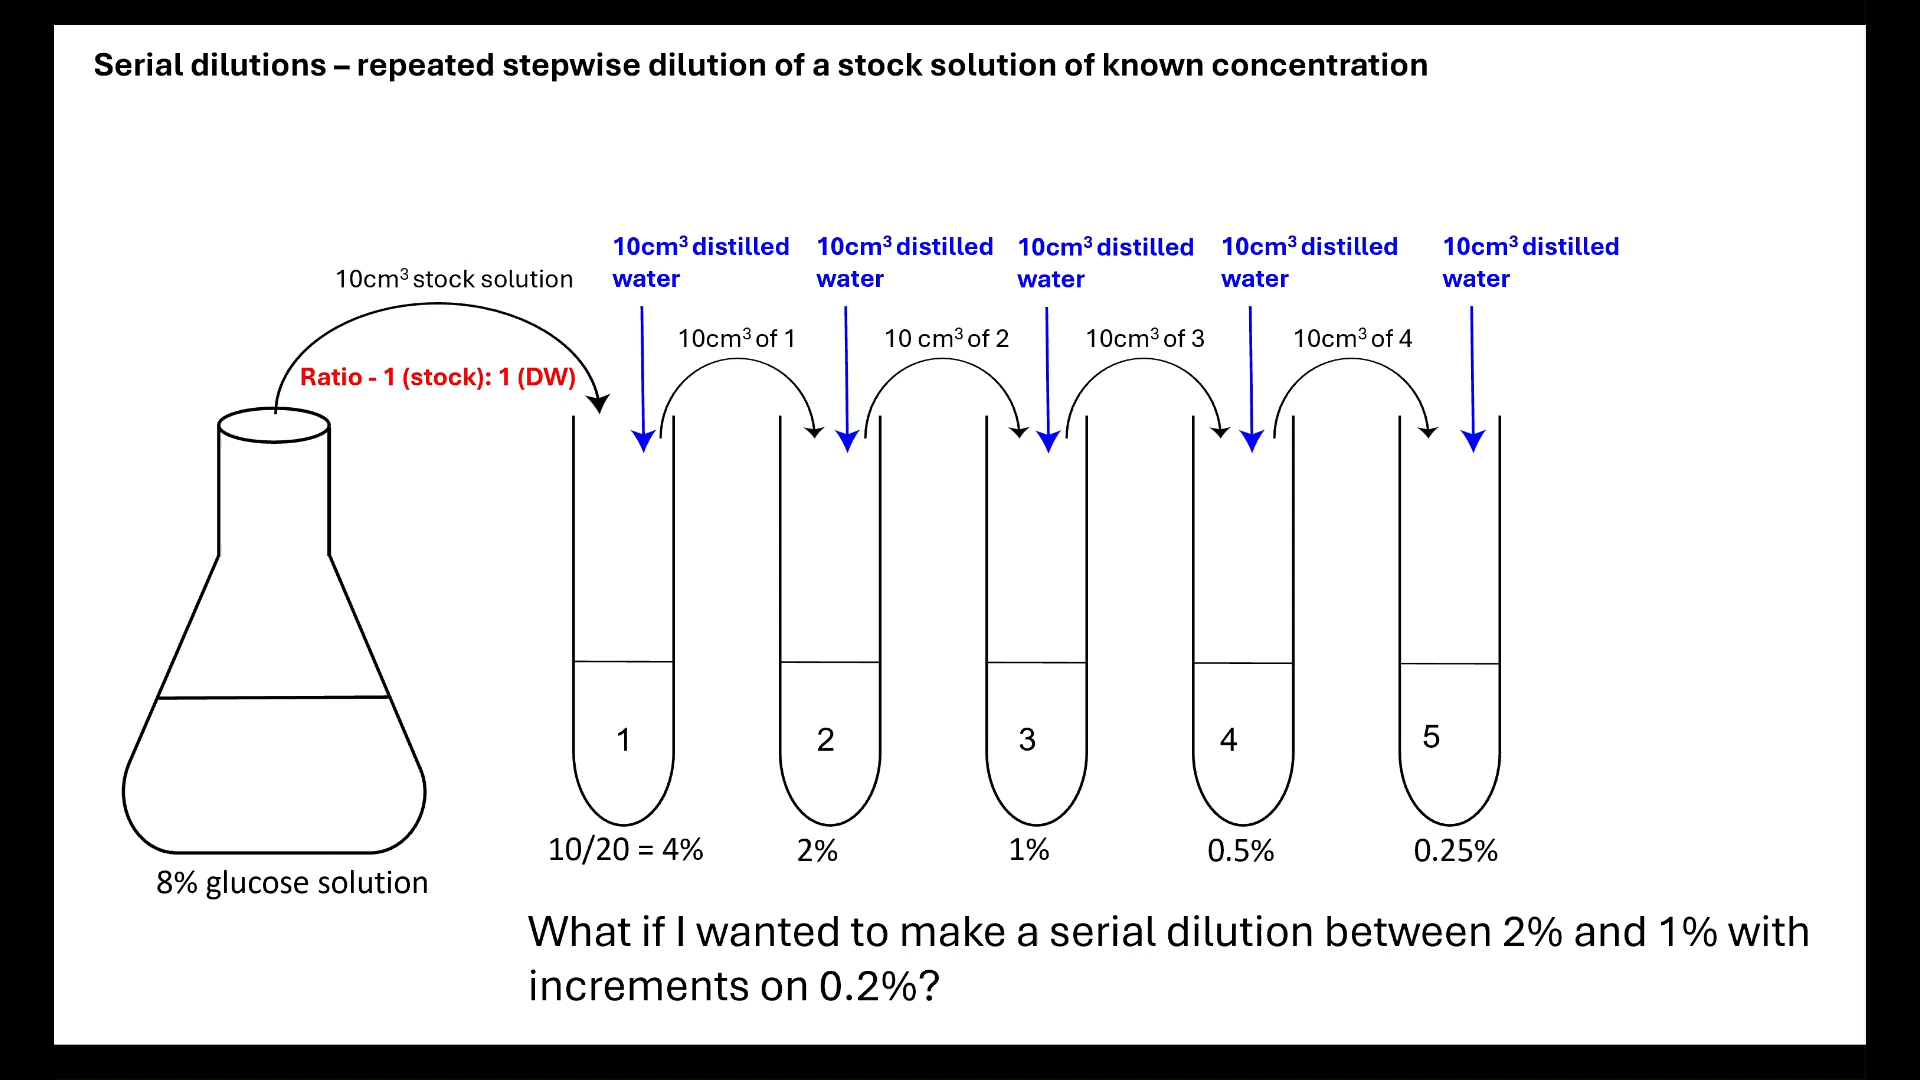 Serial dilutions – repeated stepwise dilution of a stock solution of known concentration
10cm³ distilled water
10cm³ distilled water
10cm³ distilled water
10cm³ distilled water
10cm³ distilled water
10cm³ stock solution
10cm³ of 1
10 cm³ of 2
10cm³ of 3
10cm³ of 4
Ratio - 1 (stock): 1 (DW)
1
2
3
4
5
10/20 = 4%
2%
1%
0.5%
0.25%
8% glucose solution
What if I wanted to make a serial dilution between 2% and 1% with
increments on 0.2%?